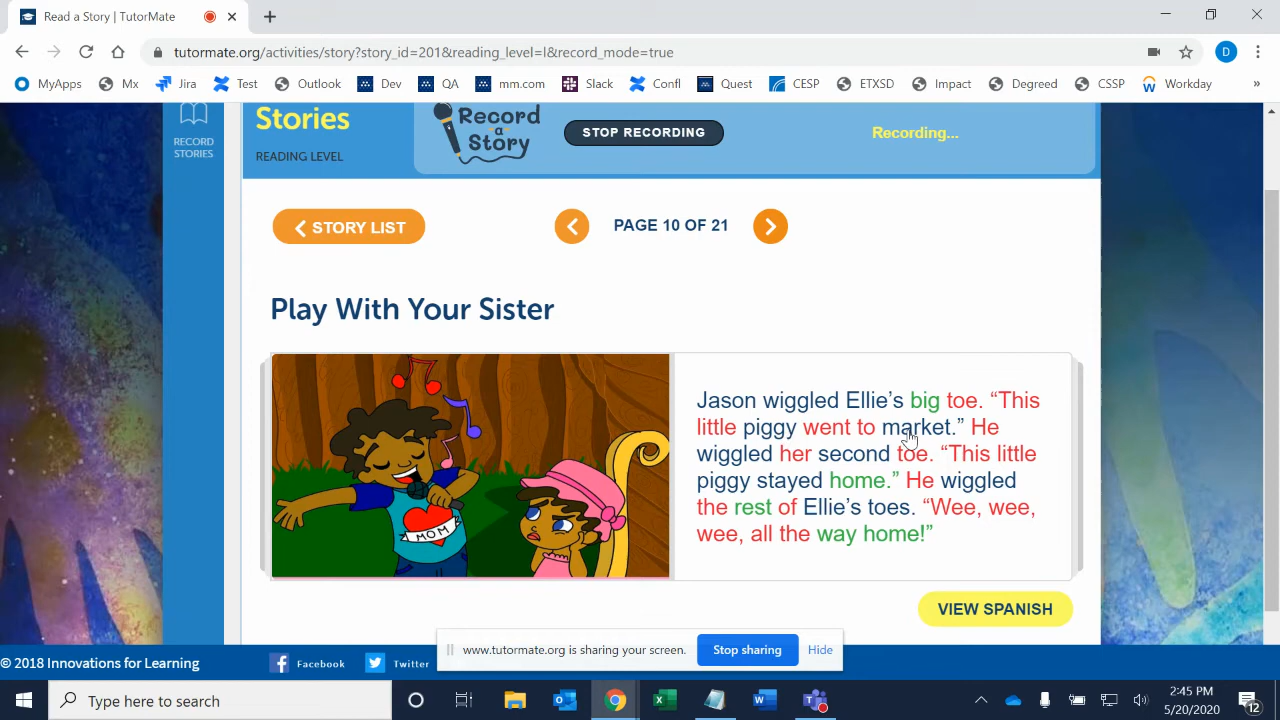 Read a Story | TutorMate
tutormate.org/activities/story?story_id=201&reading_level=I&record_mode=true
D
MyApps Mx Jira Test Outlook Dev QA mm.com Slack Confl Quest CESP ETXSD Impact Degreed CSSP Workday »
RECORD
STORIES
Stories
READING LEVEL
Record
a
Story
STOP RECORDING
Recording...
STORY LIST
PAGE 10 OF 21
Play With Your Sister
MOM
Jason wiggled Ellie’s big toe. “This
little piggy went to market.” He
wiggled her second toe. “This little
piggy stayed home.” He wiggled
the rest of Ellie’s toes. “Wee, wee,
wee, all the way home!”
VIEW SPANISH
www.tutormate.org is sharing your screen. Stop sharing Hide
© 2018 Innovations for Learning Facebook Twitter
Type here to search
2:45 PM
5/20/2020
12